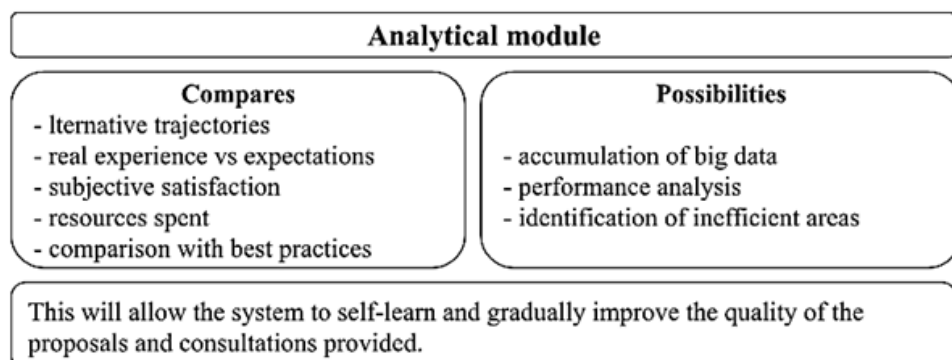 Analytical module
Compares
- lternative trajectories
- real experience vs expectations
- subjective satisfaction
- resources spent
- comparison with best practices
Possibilities
- accumulation of big data
- performance analysis
- identification of inefficient areas
This will allow the system to self-learn and gradually improve the quality of the
proposals and consultations provided.